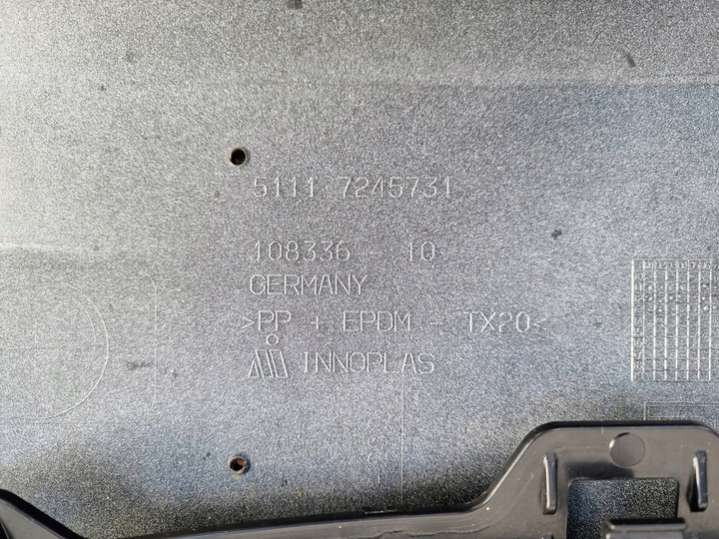 5111 7245731
108336 - 10
GERMANY
>PP + EPDM - TX20<
INNOPLAS